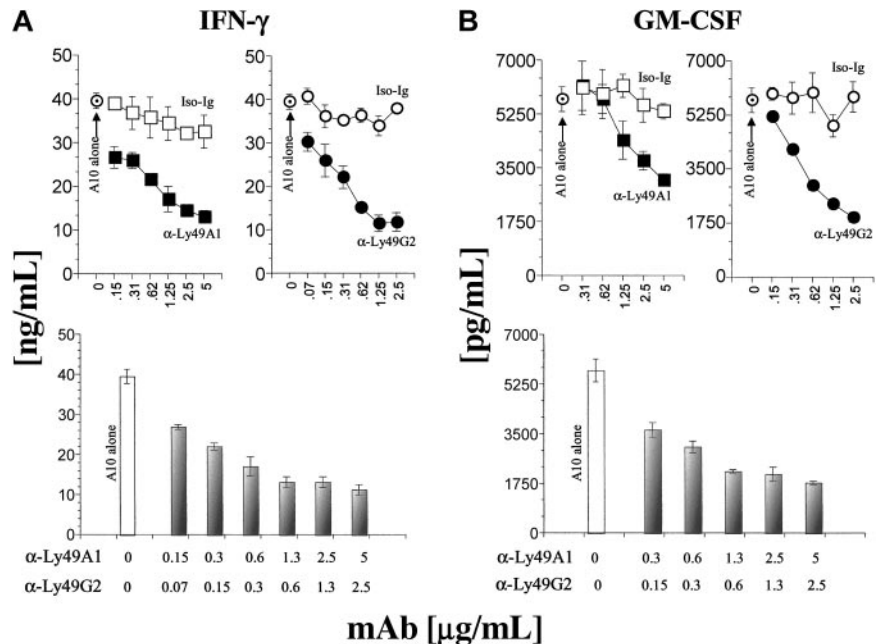 A
IFN-γ
B
GM-CSF
50
40
30
20
10
0
Iso-Ig
A10 alone
α-Ly49A1
0
.15
.31
.62
1.25
2.5
5
50
40
30
20
10
0
Iso-Ig
A10 alone
α-Ly49G2
0
.07
.15
.31
.62
1.25
2.5
7000
5250
3500
1750
0
Iso-Ig
A10 alone
α-Ly49A1
0
.31
.62
1.25
2.5
5
7000
5250
3500
1750
0
Iso-Ig
A10 alone
α-Ly49G2
0
.15
.31
.62
1.25
2.5
[ng/mL]
[pg/mL]
50
40
30
20
10
0
A10 alone
7000
5250
3500
1750
0
A10 alone
α-Ly49A1 0 0.15 0.3 0.6 1.3 2.5 5
α-Ly49G2 0 0.07 0.15 0.3 0.6 1.3 2.5
α-Ly49A1 0 0.3 0.6 1.3 2.5 5
α-Ly49G2 0 0.15 0.3 0.6 1.3 2.5
mAb [µg/mL]